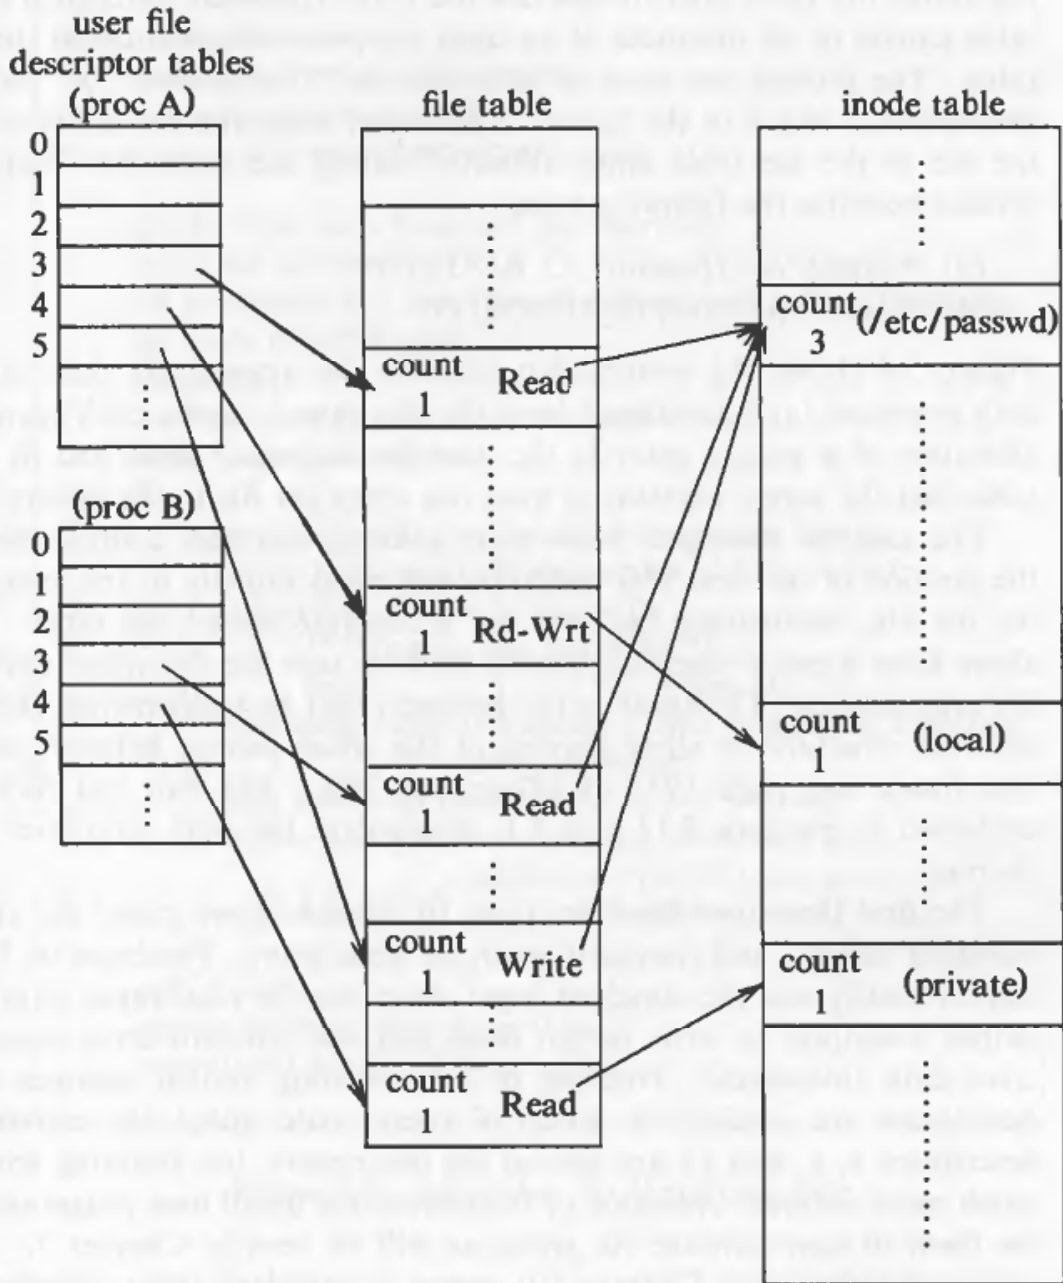 user file
descriptor tables
(proc A)
file table
inode table
0
1
2
3
4
5
(proc B)
0
1
2
3
4
5
count
1
Read
count
1
Rd-Wrt
count
1
Read
count
1
Write
count
1
Read
count
3
(/etc/passwd)
count
1
(local)
count
1
(private)